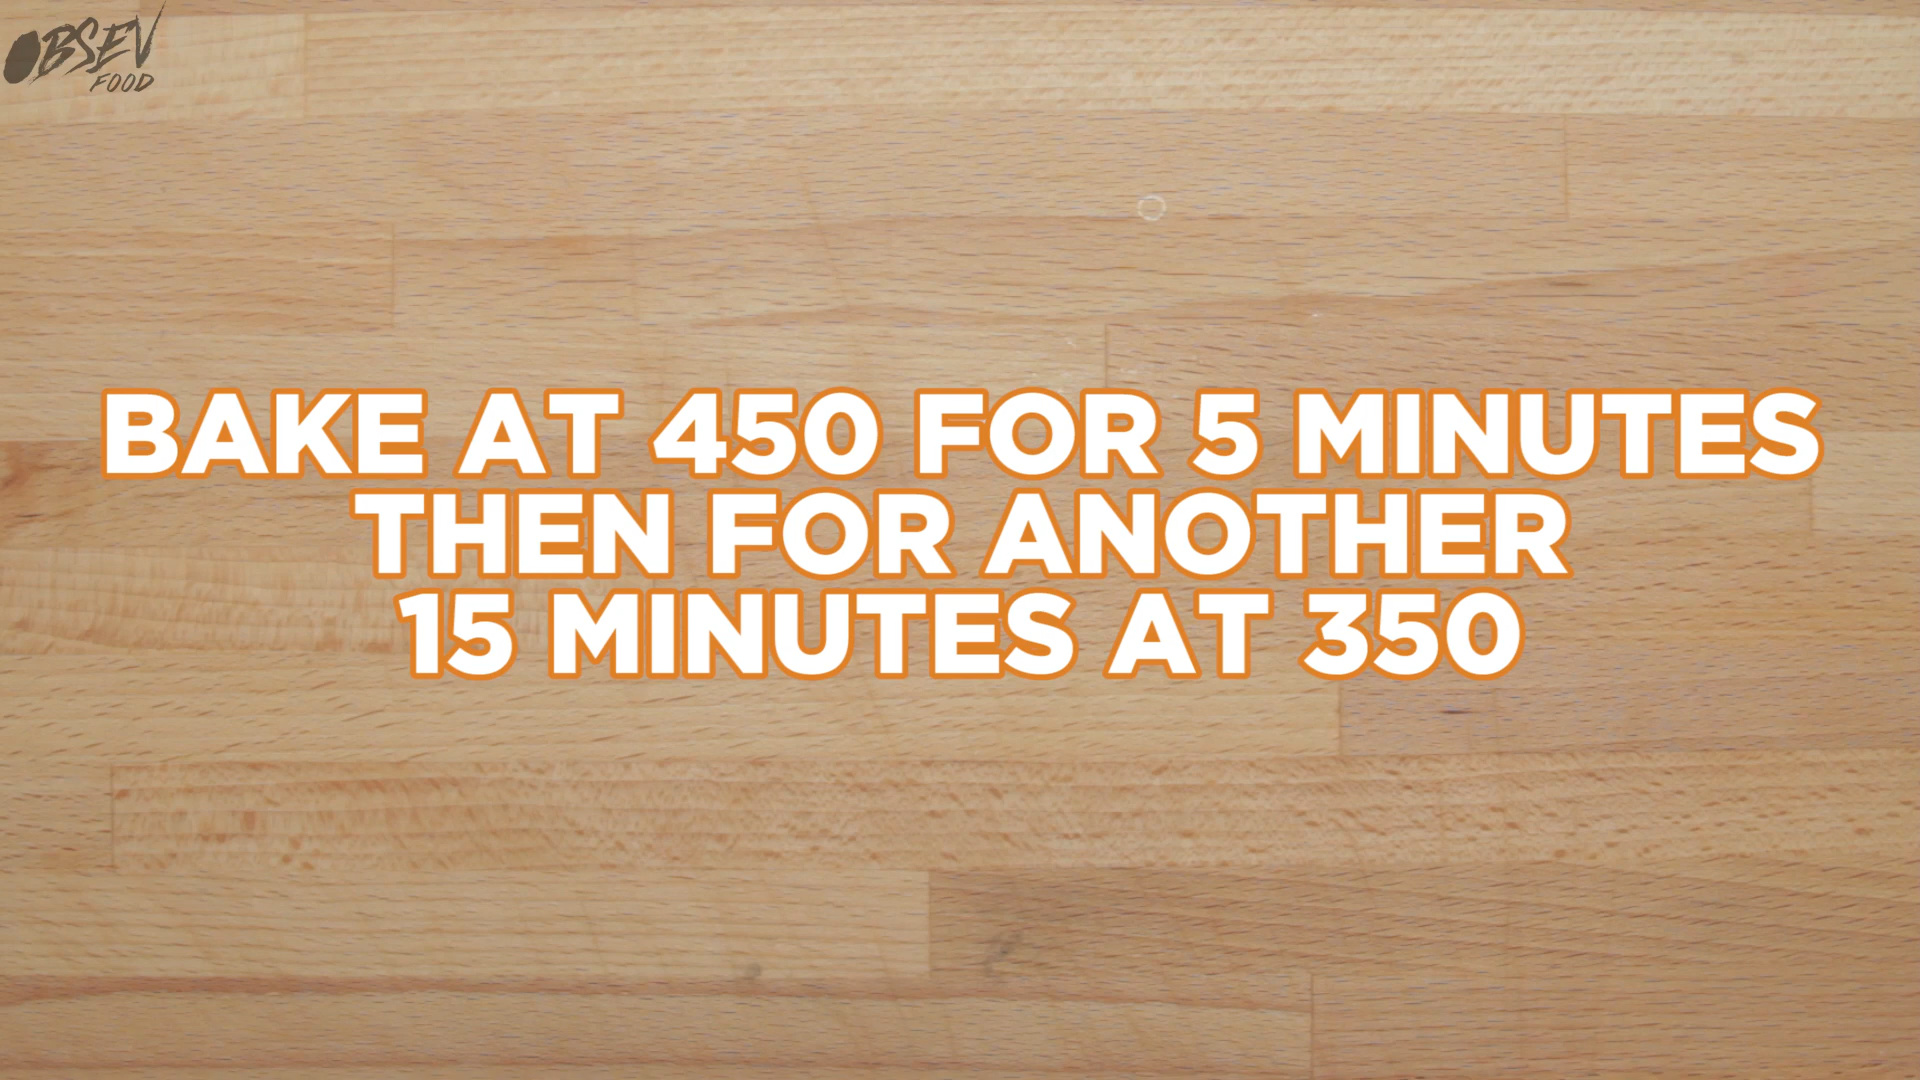 OBSEV
FOOD
BAKE AT 450 FOR 5 MINUTES
THEN FOR ANOTHER
15 MINUTES AT 350